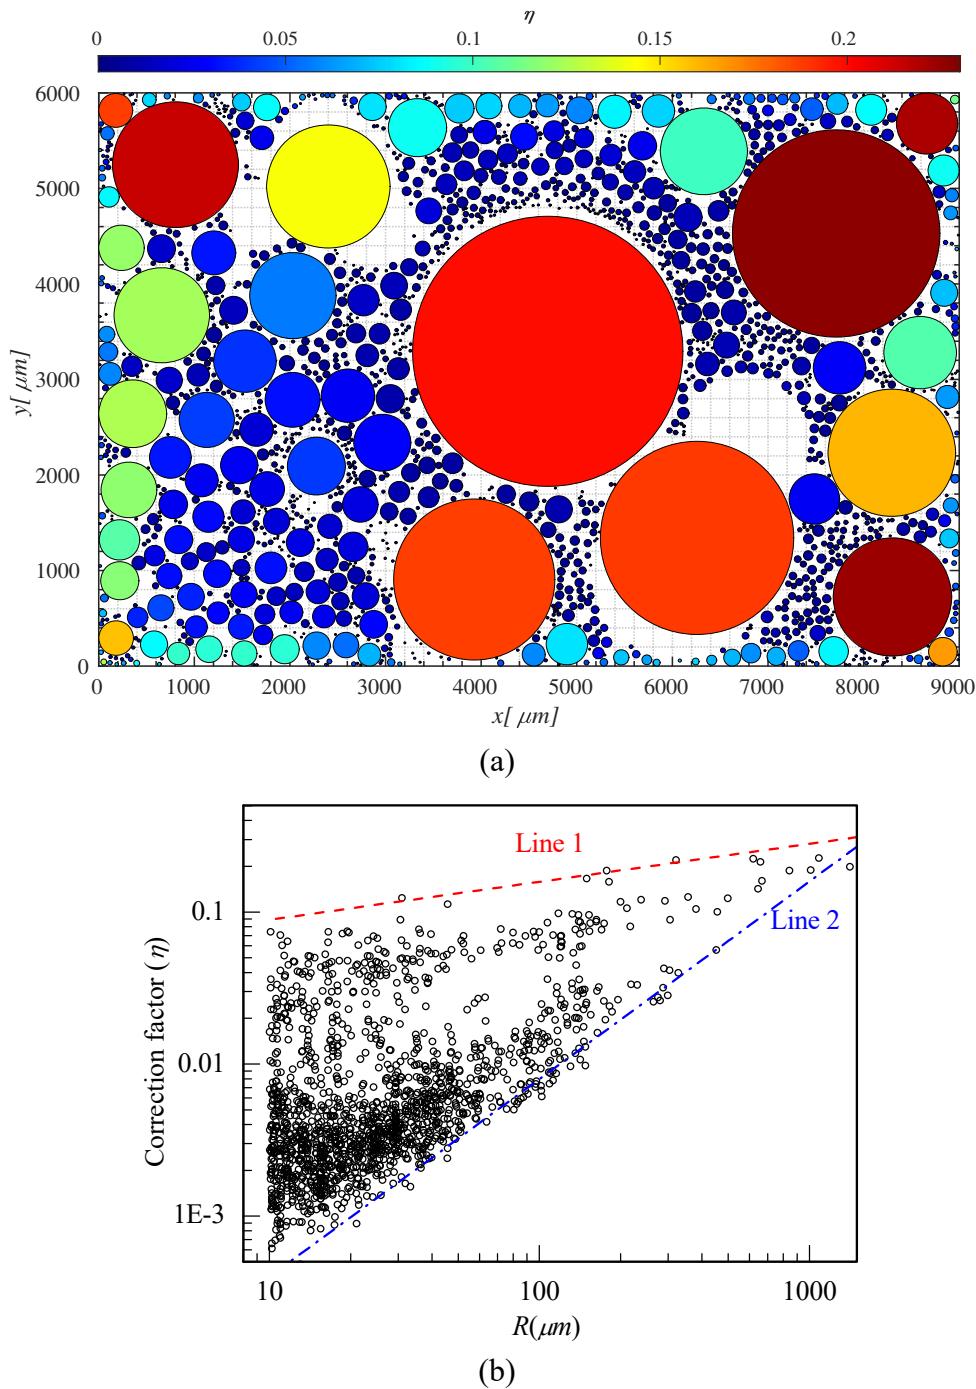 η
0 0.05 0.1 0.15 0.2
6000
5000
4000
3000
2000
1000
0
y[ μm]
0 1000 2000 3000 4000 5000 6000 7000 8000 9000
x[ μm]
(a)
Line 1
Line 2
0.1
0.01
1E-3
Correction factor (η)
10 100 1000
R(μm)
(b)